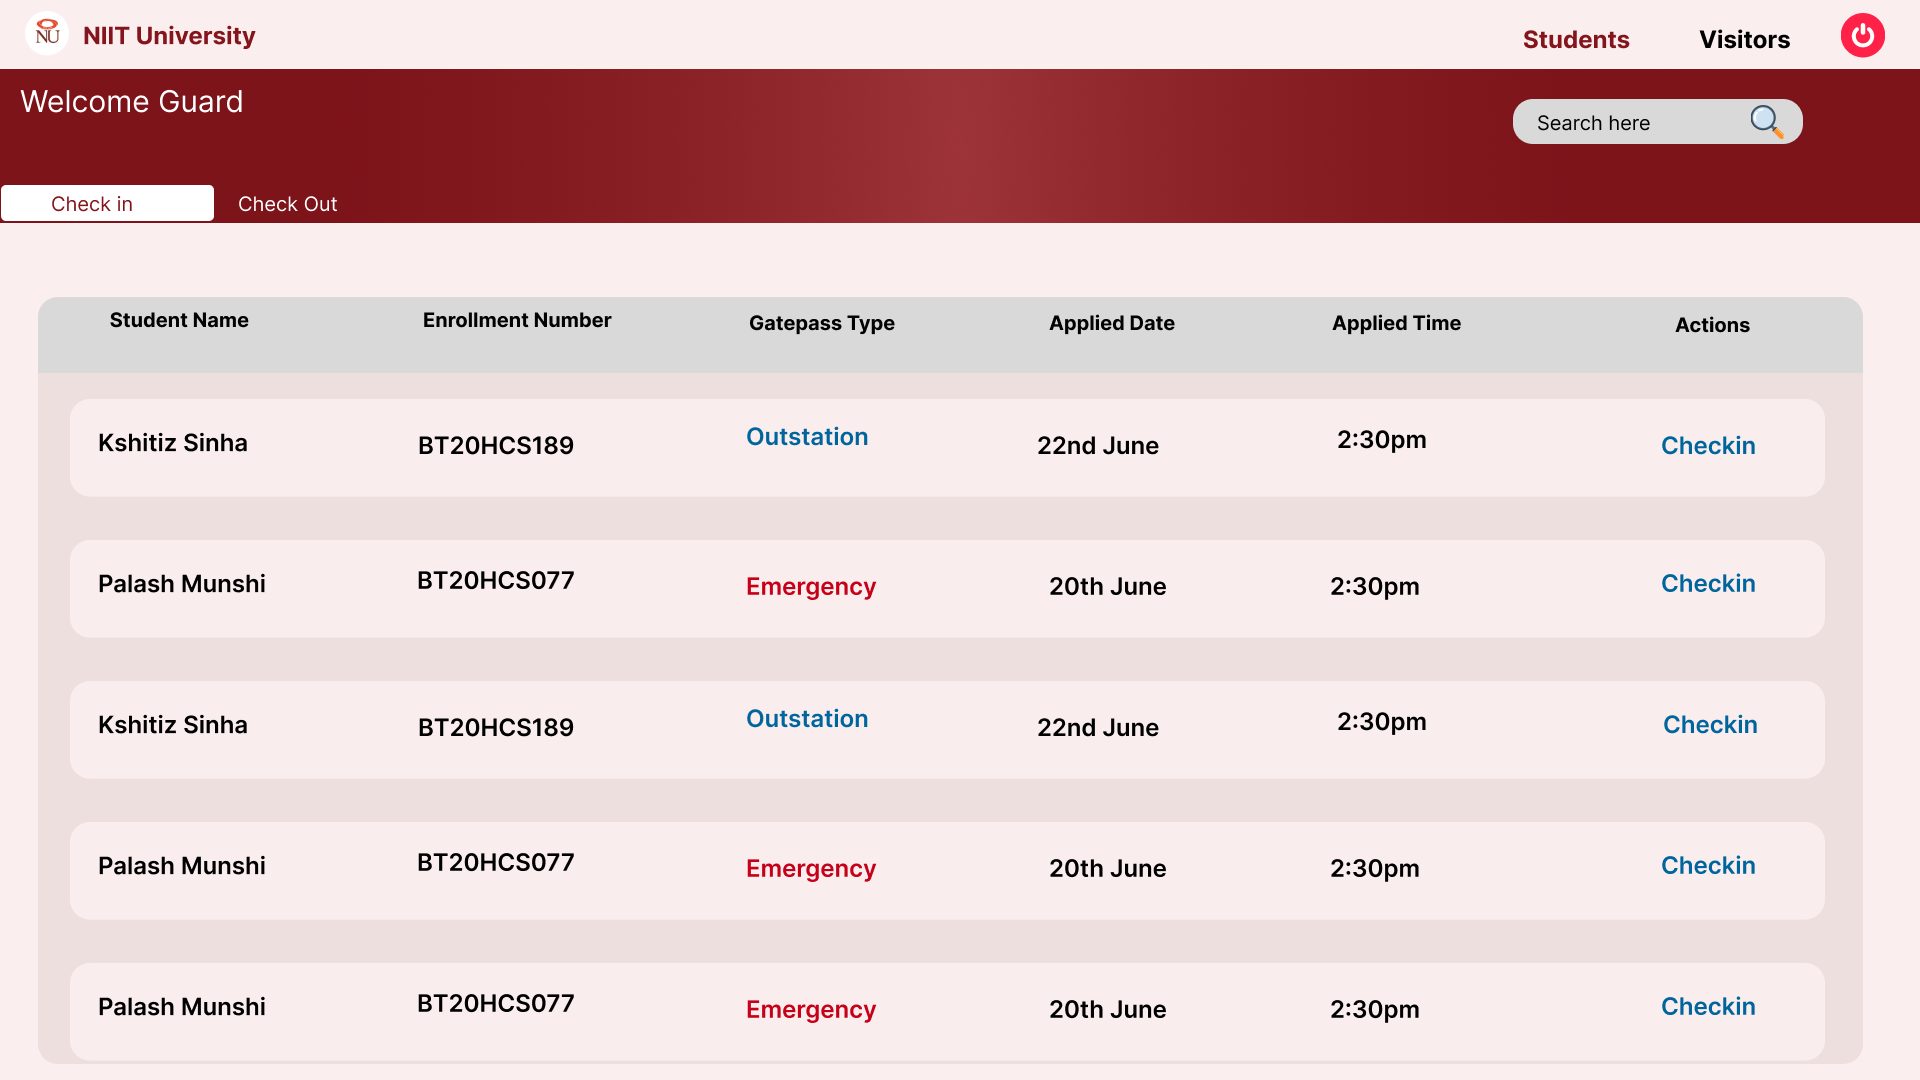 NU NIIT University Students Visitors
Welcome Guard
Search here
Check in Check Out
Student Name Enrollment Number Gatepass Type Applied Date Applied Time Actions
Kshitiz Sinha BT20HCS189 Outstation 22nd June 2:30pm Checkin
Palash Munshi BT20HCS077 Emergency 20th June 2:30pm Checkin
Kshitiz Sinha BT20HCS189 Outstation 22nd June 2:30pm Checkin
Palash Munshi BT20HCS077 Emergency 20th June 2:30pm Checkin
Palash Munshi BT20HCS077 Emergency 20th June 2:30pm Checkin